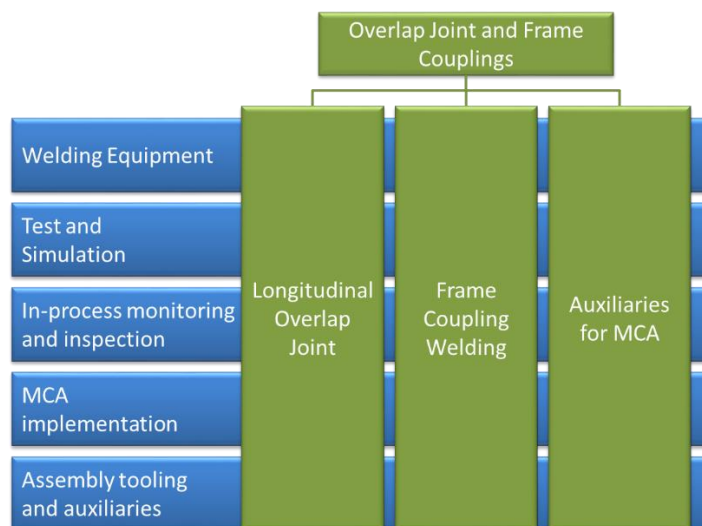 Overlap Joint and Frame
Couplings
Welding Equipment
Test and
Simulation
In-process monitoring
and inspection
MCA
implementation
Assembly tooling
and auxiliaries
Longitudinal
Overlap
Joint
Frame
Coupling
Welding
Auxiliaries
for MCA